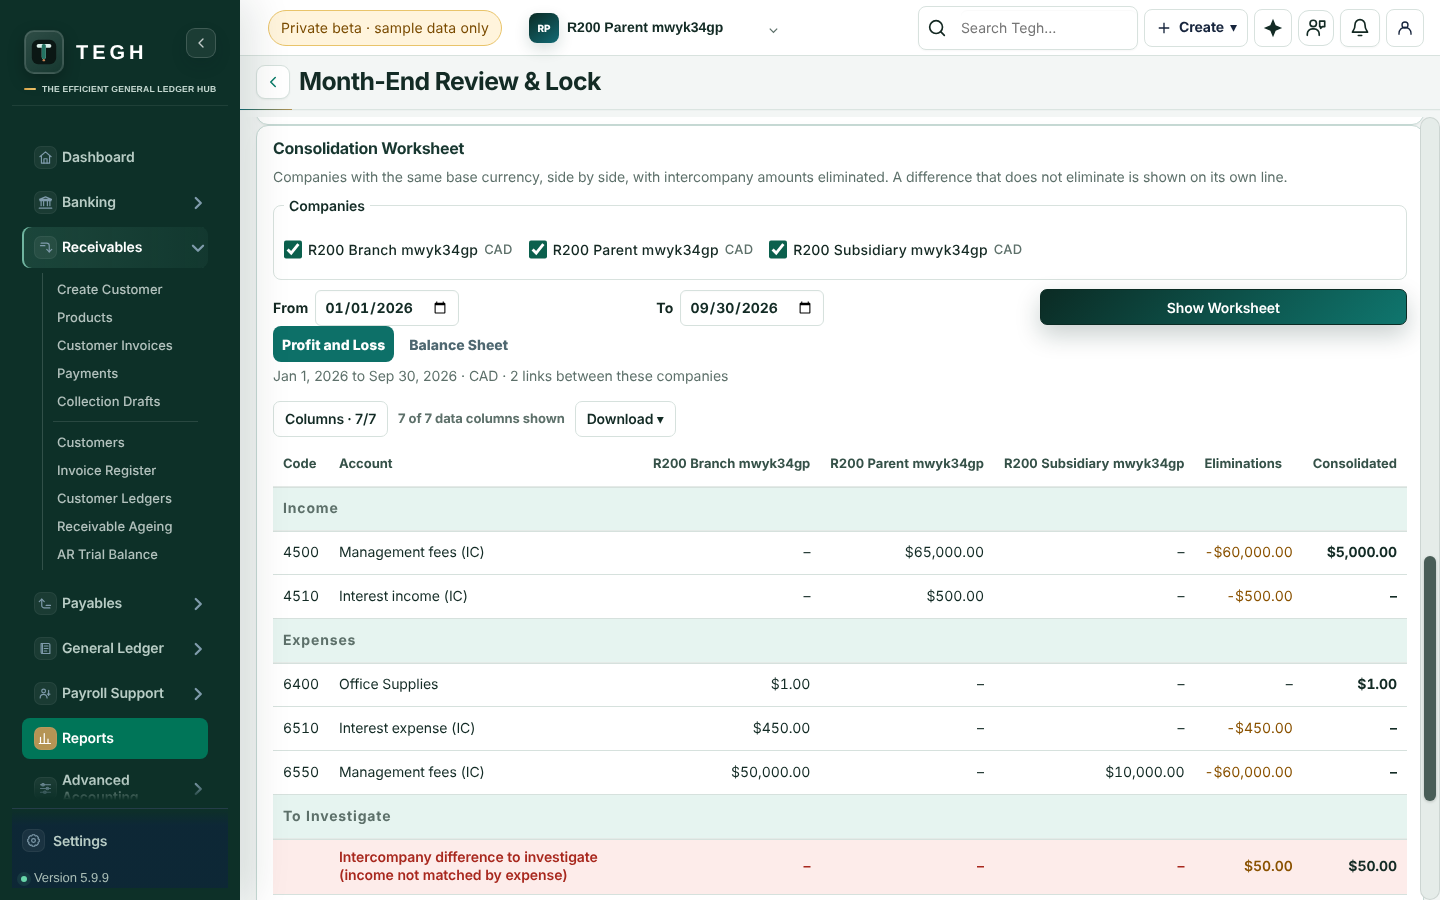 Private beta · sample data only
RP
R200 Parent mwyk34gp
Search Tegh...
Create ▾
TEGH
THE EFFICIENT GENERAL LEDGER HUB
Month-End Review & Lock
Dashboard
Banking
Receivables
Create Customer
Products
Customer Invoices
Payments
Collection Drafts
Customers
Invoice Register
Customer Ledgers
Receivable Ageing
AR Trial Balance
Payables
General Ledger
Payroll Support
Reports
Advanced
Accounting
Settings
Version 5.9.9
Consolidation Worksheet
Companies with the same base currency, side by side, with intercompany amounts eliminated. A difference that does not eliminate is shown on its own line.
Companies
R200 Branch mwyk34gp CAD R200 Parent mwyk34gp CAD R200 Subsidiary mwyk34gp CAD
From 01/01/2026 To 09/30/2026 Show Worksheet
Profit and Loss Balance Sheet
Jan 1, 2026 to Sep 30, 2026 · CAD · 2 links between these companies
Columns · 7/7 7 of 7 data columns shown Download ▾
Code Account R200 Branch mwyk34gp R200 Parent mwyk34gp R200 Subsidiary mwyk34gp Eliminations Consolidated
Income
4500 Management fees (IC) – $65,000.00 – -$60,000.00 $5,000.00
4510 Interest income (IC) – $500.00 – -$500.00 –
Expenses
6400 Office Supplies $1.00 – – – $1.00
6510 Interest expense (IC) $450.00 – – -$450.00 –
6550 Management fees (IC) $50,000.00 – $10,000.00 -$60,000.00 –
To Investigate
Intercompany difference to investigate
(income not matched by expense) – – – $50.00 $50.00